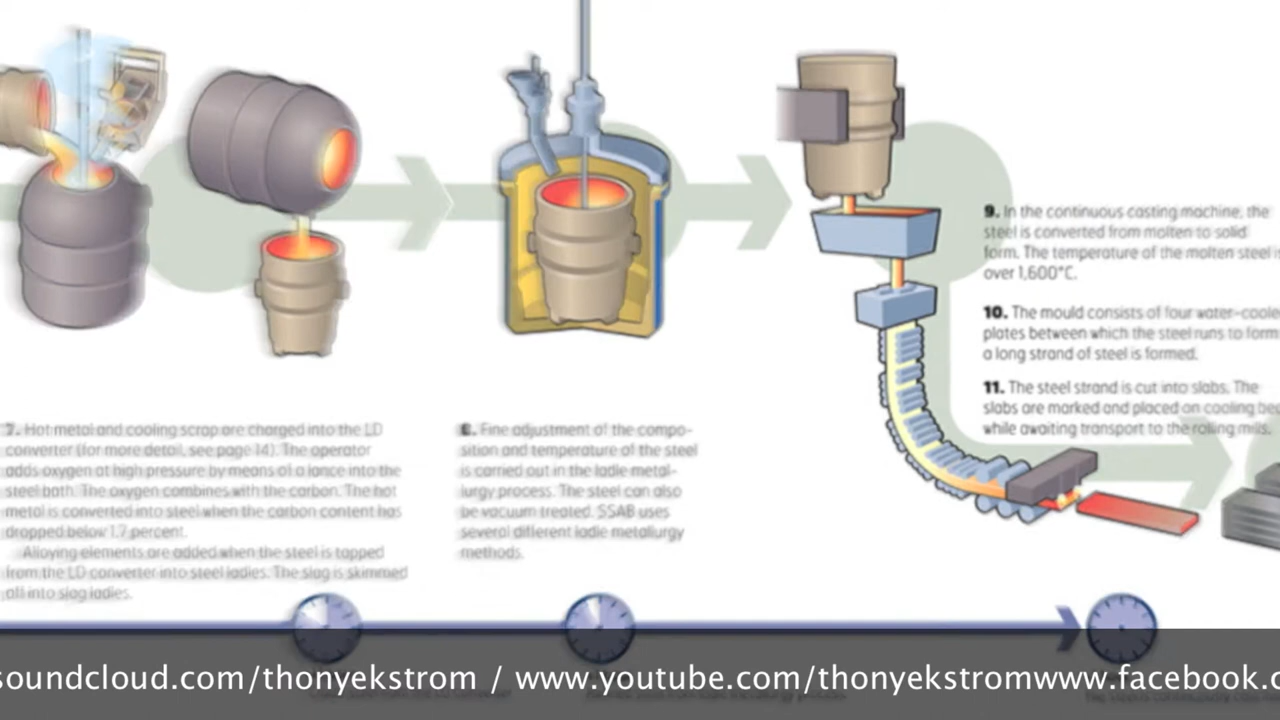 7. Hot metal and cooling scrap are charged into the LD
converter (for more detail, see page 14). The operator
adds oxygen at high pressure by means of a lance into the
steel bath. The oxygen combines with the carbon. The hot
metal is converted into steel when the carbon content has
dropped below 1.7 percent.
Alloying elements are added when the steel is tapped
from the LD converter into steel ladles. The slag is skimmed
off into slag ladles.
8. Fine adjustment of the compo-
sition and temperature of the steel
is carried out in the ladle metal-
lurgy process. The steel can also
be vacuum treated. SSAB uses
several different ladle metallurgy
methods.
9. In the continuous casting machine, the
steel is converted from molten to solid
form. The temperature of the molten steel is
over 1,600°C.
10. The mould consists of four water-coole
plates between which the steel runs to form
a long strand of steel is formed.
11. The steel strand is cut into slabs. The
slabs are marked and placed on cooling bed
while awaiting transport to the rolling mills.
soundcloud.com/thonyekstrom / www.youtube.com/thonyekstromwww.facebook.c